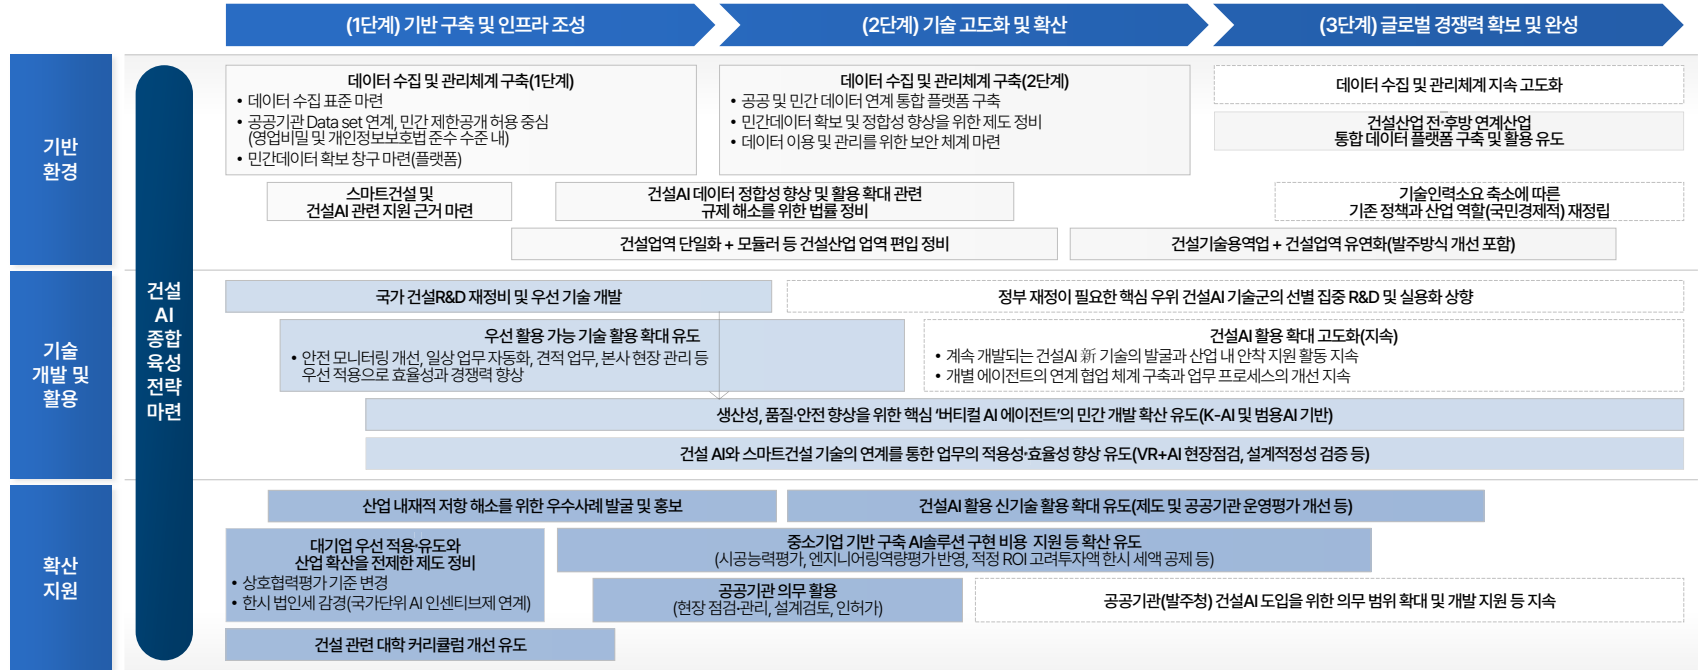 (1단계) 기반 구축 및 인프라 조성
(2단계) 기술 고도화 및 확산
(3단계) 글로벌 경쟁력 확보 및 완성
기반
환경
건설
AI
종합
육성
전략
마련
데이터 수집 및 관리체계 구축(1단계)
• 데이터 수집 표준 마련
• 공공기관 Data set 연계, 민간 제한공개 허용 중심
(영업비밀 및 개인정보보호법 준수 수준 내)
• 민간데이터 확보 창구 마련(플랫폼)
데이터 수집 및 관리체계 구축(2단계)
• 공공 및 민간 데이터 연계 통합 플랫폼 구축
• 민간데이터 확보 및 정합성 향상을 위한 제도 정비
• 데이터 이용 및 관리를 위한 보안 체계 마련
데이터 수집 및 관리체계 지속 고도화
건설산업 전·후방 연계산업
통합 데이터 플랫폼 구축 및 활용 유도
스마트건설 및
건설AI 관련 지원 근거 마련
건설AI 데이터 정합성 향상 및 활용 확대 관련
규제 해소를 위한 법률 정비
기술인력소요 축소에 따른
기존 정책과 산업 역할(국민경제적) 재정립
건설업역 단일화 + 모듈러 등 건설산업 업역 편입 정비
건설기술용역업 + 건설업역 유연화(발주방식 개선 포함)
기술
개발 및
활용
국가 건설R&D 재정비 및 우선 기술 개발
정부 재정이 필요한 핵심 우위 건설AI 기술군의 선별 집중 R&D 및 실용화 상향
우선 활용 가능 기술 활용 확대 유도
• 안전 모니터링 개선, 일상 업무 자동화, 견적 업무, 본사 현장 관리 등
우선 적용으로 효율성과 경쟁력 향상
건설AI 활용 확대 고도화(지속)
• 계속 개발되는 건설AI 新 기술의 발굴과 산업 내 안착 지원 활동 지속
• 개별 에이전트의 연계 협업 체계 구축과 업무 프로세스의 개선 지속
생산성, 품질·안전 향상을 위한 핵심 '버티컬 AI 에이전트'의 민간 개발 확산 유도(K-AI 및 범용AI 기반)
건설 AI와 스마트건설 기술의 연계를 통한 업무의 적용성·효율성 향상 유도(VR+AI 현장점검, 설계적정성 검증 등)
확산
지원
산업 내재적 저항 해소를 위한 우수사례 발굴 및 홍보
건설AI 활용 신기술 활용 확대 유도(제도 및 공공기관 운영평가 개선 등)
대기업 우선 적용·유도와
산업 확산을 전제한 제도 정비
• 상호협력평가 기준 변경
• 한시 법인세 감경(국가단위 AI 인센티브제 연계)
중소기업 기반 구축 AI솔루션 구현 비용 지원 등 확산 유도
(시공능력평가, 엔지니어링역량평가 반영, 적정 ROI 고려투자액 한시 세액 공제 등)
공공기관 의무 활용
(현장 점검·관리, 설계검토, 인허가)
공공기관(발주청) 건설AI 도입을 위한 의무 범위 확대 및 개발 지원 등 지속
건설 관련 대학 커리큘럼 개선 유도